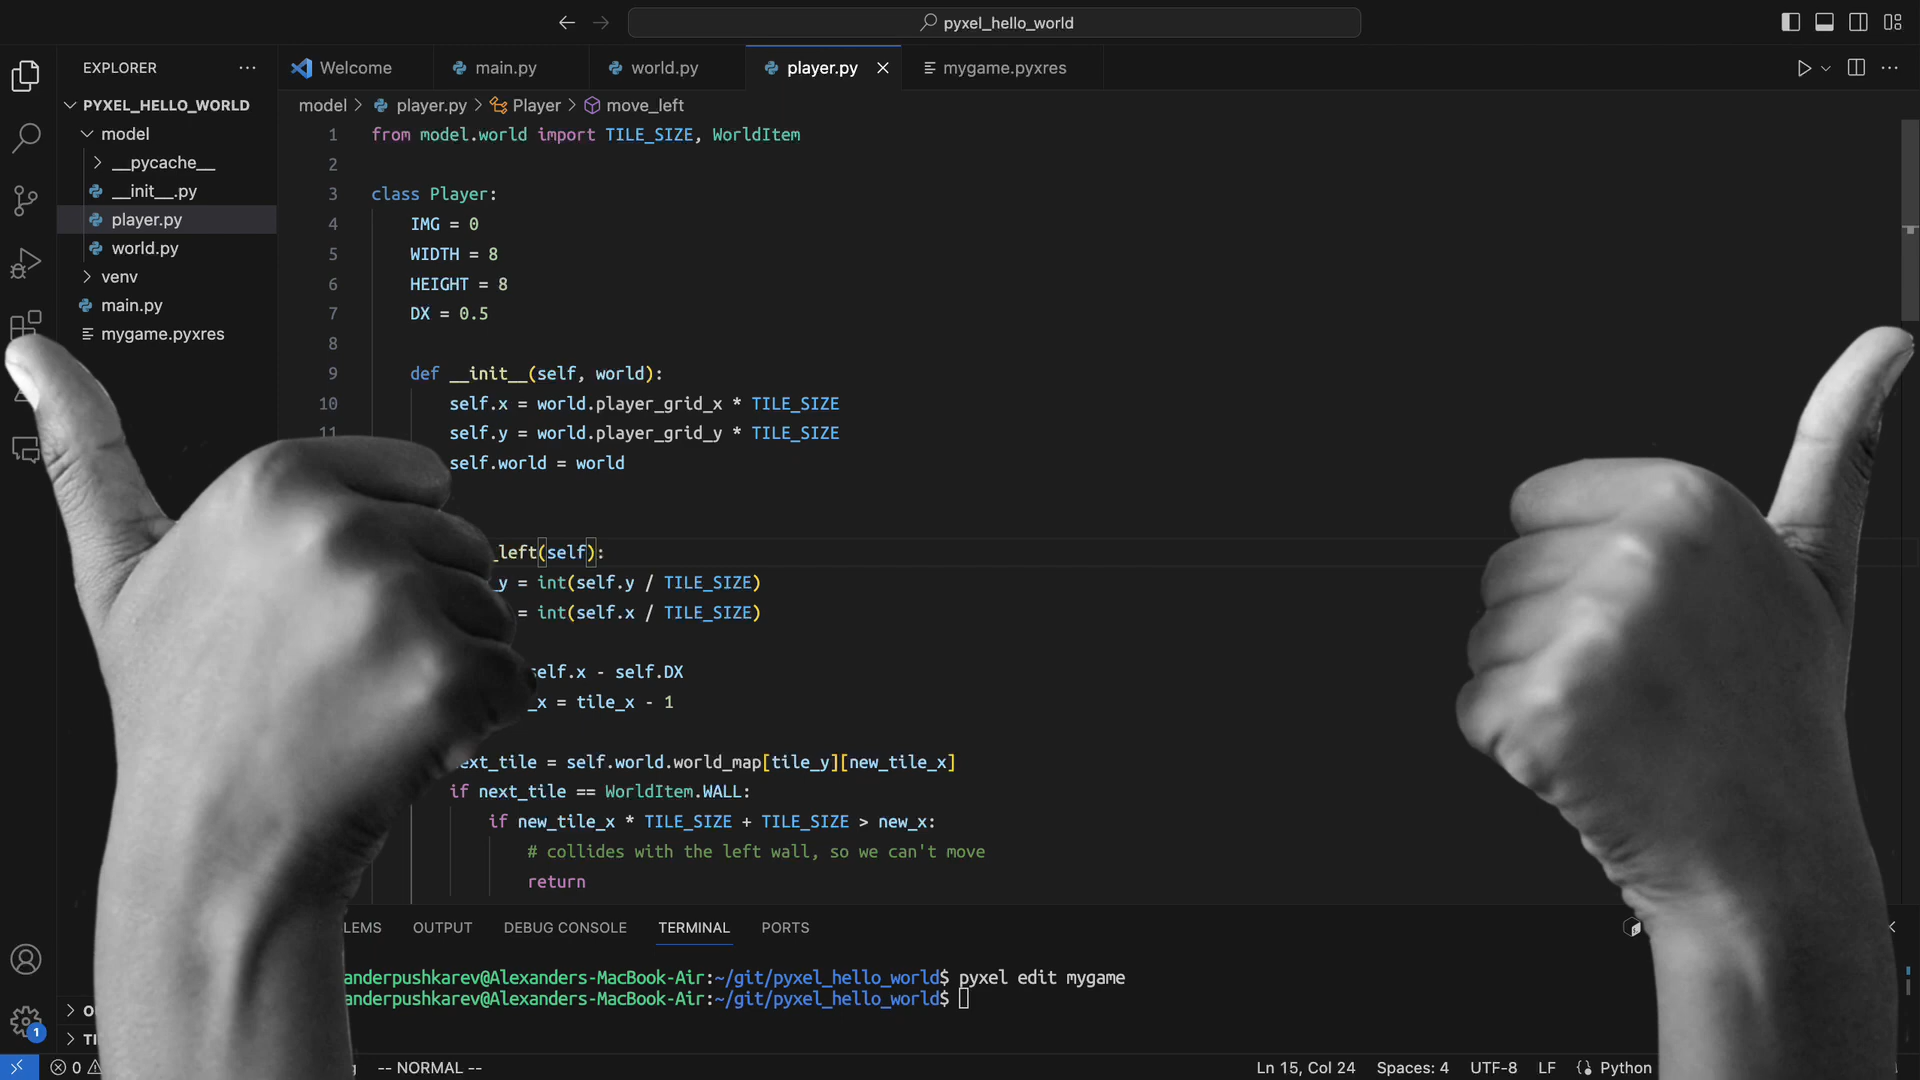 pyxel_hello_world
EXPLORER
Welcome
main.py
world.py
player.py
mygame.pyxres
PYXEL_HELLO_WORLD
model
__pycache__
__init__.py
player.py
world.py
venv
main.py
mygame.pyxres
model > player.py > Player > move_left
1 from model.world import TILE_SIZE, WorldItem
2
3 class Player:
4 IMG = 0
5 WIDTH = 8
6 HEIGHT = 8
7 DX = 0.5
8
9 def __init__(self, world):
10 self.x = world.player_grid_x * TILE_SIZE
11 self.y = world.player_grid_y * TILE_SIZE
self.world = world
_left(self):
_y = int(self.y / TILE_SIZE)
= int(self.x / TILE_SIZE)
self.x - self.DX
_x = tile_x - 1
next_tile = self.world.world_map[tile_y][new_tile_x]
if next_tile == WorldItem.WALL:
if new_tile_x * TILE_SIZE + TILE_SIZE > new_x:
# collides with the left wall, so we can't move
return
LEMS
OUTPUT
DEBUG CONSOLE
TERMINAL
PORTS
anderpushkarev@Alexanders-MacBook-Air:~/git/pyxel_hello_world$ pyxel edit mygame
anderpushkarev@Alexanders-MacBook-Air:~/git/pyxel_hello_world$
O
TI
1
0
-- NORMAL --
Ln 15, Col 24
Spaces: 4
UTF-8
LF
Python